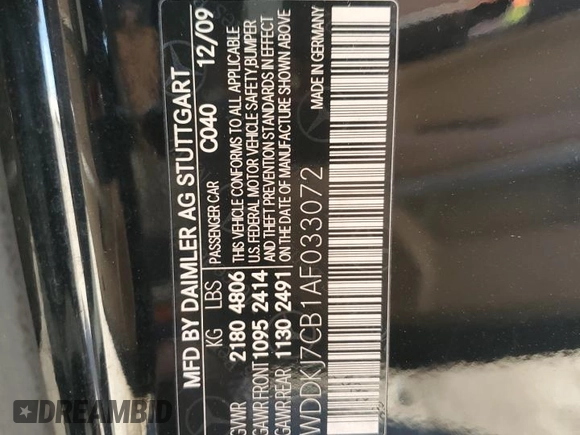 MFD BY DAIMLER AG STUTTGART
C040 12/09
KG LBS PASSENGER CAR
GVWR 2180 4806
GAWR-FRONT 1095 2414
GAWR-REAR 1130 2491
THIS VEHICLE CONFORMS TO ALL APPLICABLE
U.S. FEDERAL MOTOR VEHICLE SAFETY, BUMPER
AND THEFT PREVENTION STANDARDS IN EFFECT
ON THE DATE OF MANUFACTURE SHOWN ABOVE
WDDKJ7CB1AF033072 MADE IN GERMANY
DREAMBID